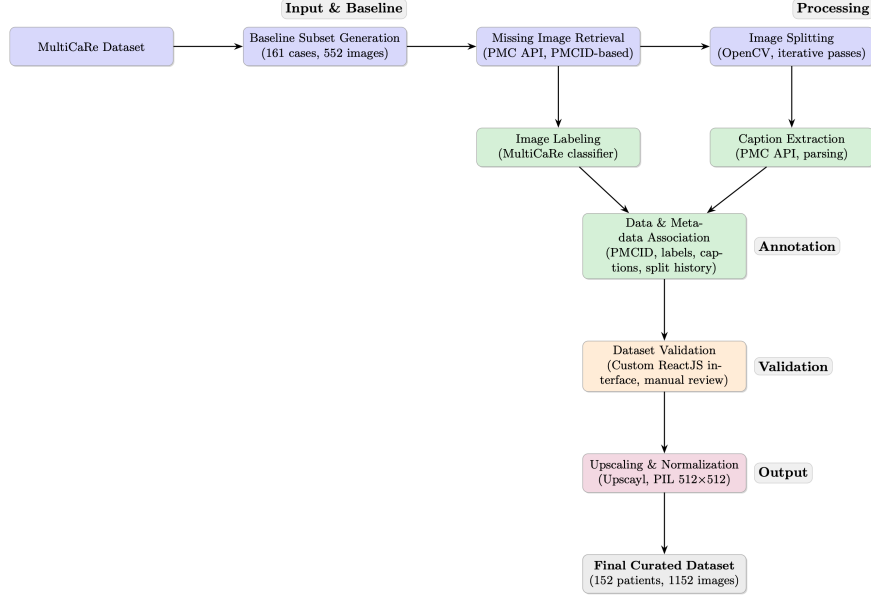 Input & Baseline
Processing
MultiCaRe Dataset
Baseline Subset Generation
(161 cases, 552 images)
Missing Image Retrieval
(PMC API, PMCID-based)
Image Splitting
(OpenCV, iterative passes)
Image Labeling
(MultiCaRe classifier)
Caption Extraction
(PMC API, parsing)
Data & Meta-
data Association
(PMCID, labels, cap-
tions, split history)
Annotation
Dataset Validation
(Custom ReactJS in-
terface, manual review)
Validation
Upscaling & Normalization
(Upscayl, PIL 512×512)
Output
Final Curated Dataset
(152 patients, 1152 images)